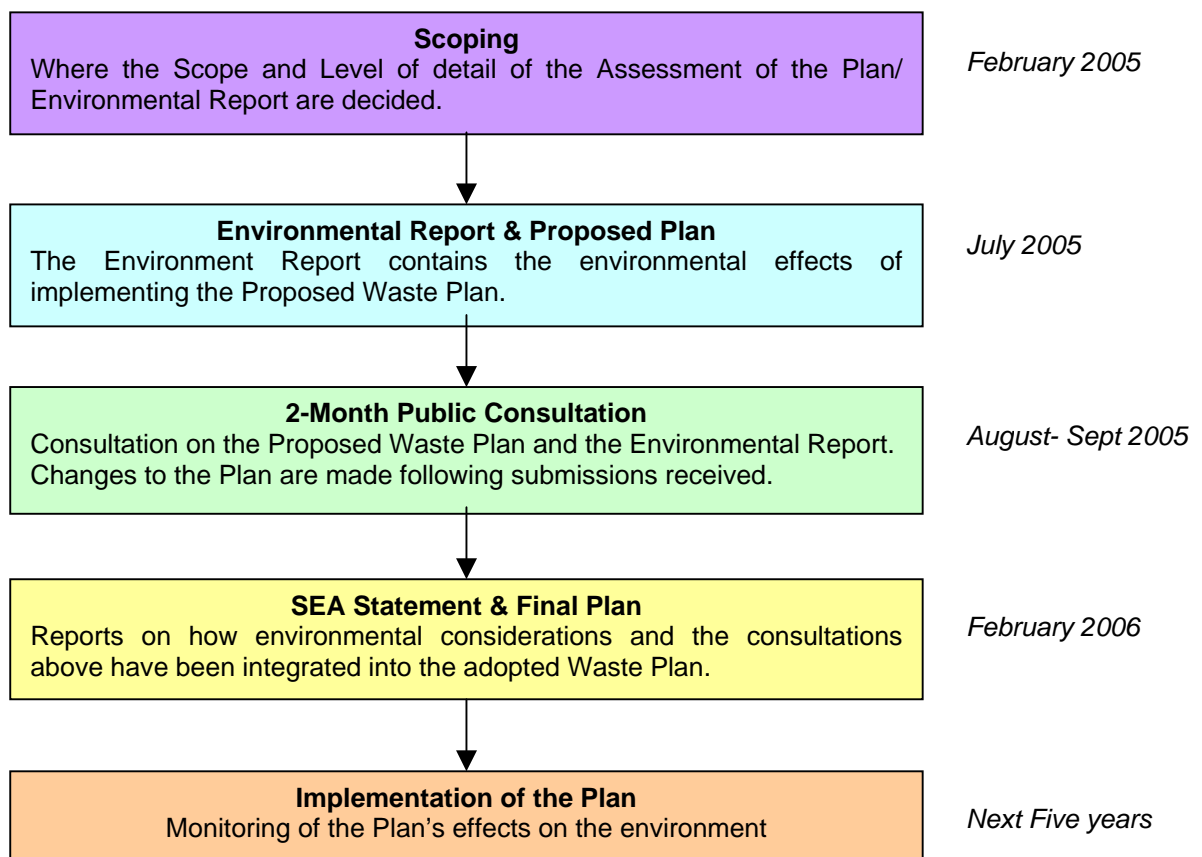 Scoping
Where the Scope and Level of detail of the Assessment of the Plan/
Environmental Report are decided.
February 2005
Environmental Report & Proposed Plan
The Environment Report contains the environmental effects of
implementing the Proposed Waste Plan.
July 2005
2-Month Public Consultation
Consultation on the Proposed Waste Plan and the Environmental Report.
Changes to the Plan are made following submissions received.
August- Sept 2005
SEA Statement & Final Plan
Reports on how environmental considerations and the consultations
above have been integrated into the adopted Waste Plan.
February 2006
Implementation of the Plan
Monitoring of the Plan's effects on the environment
Next Five years